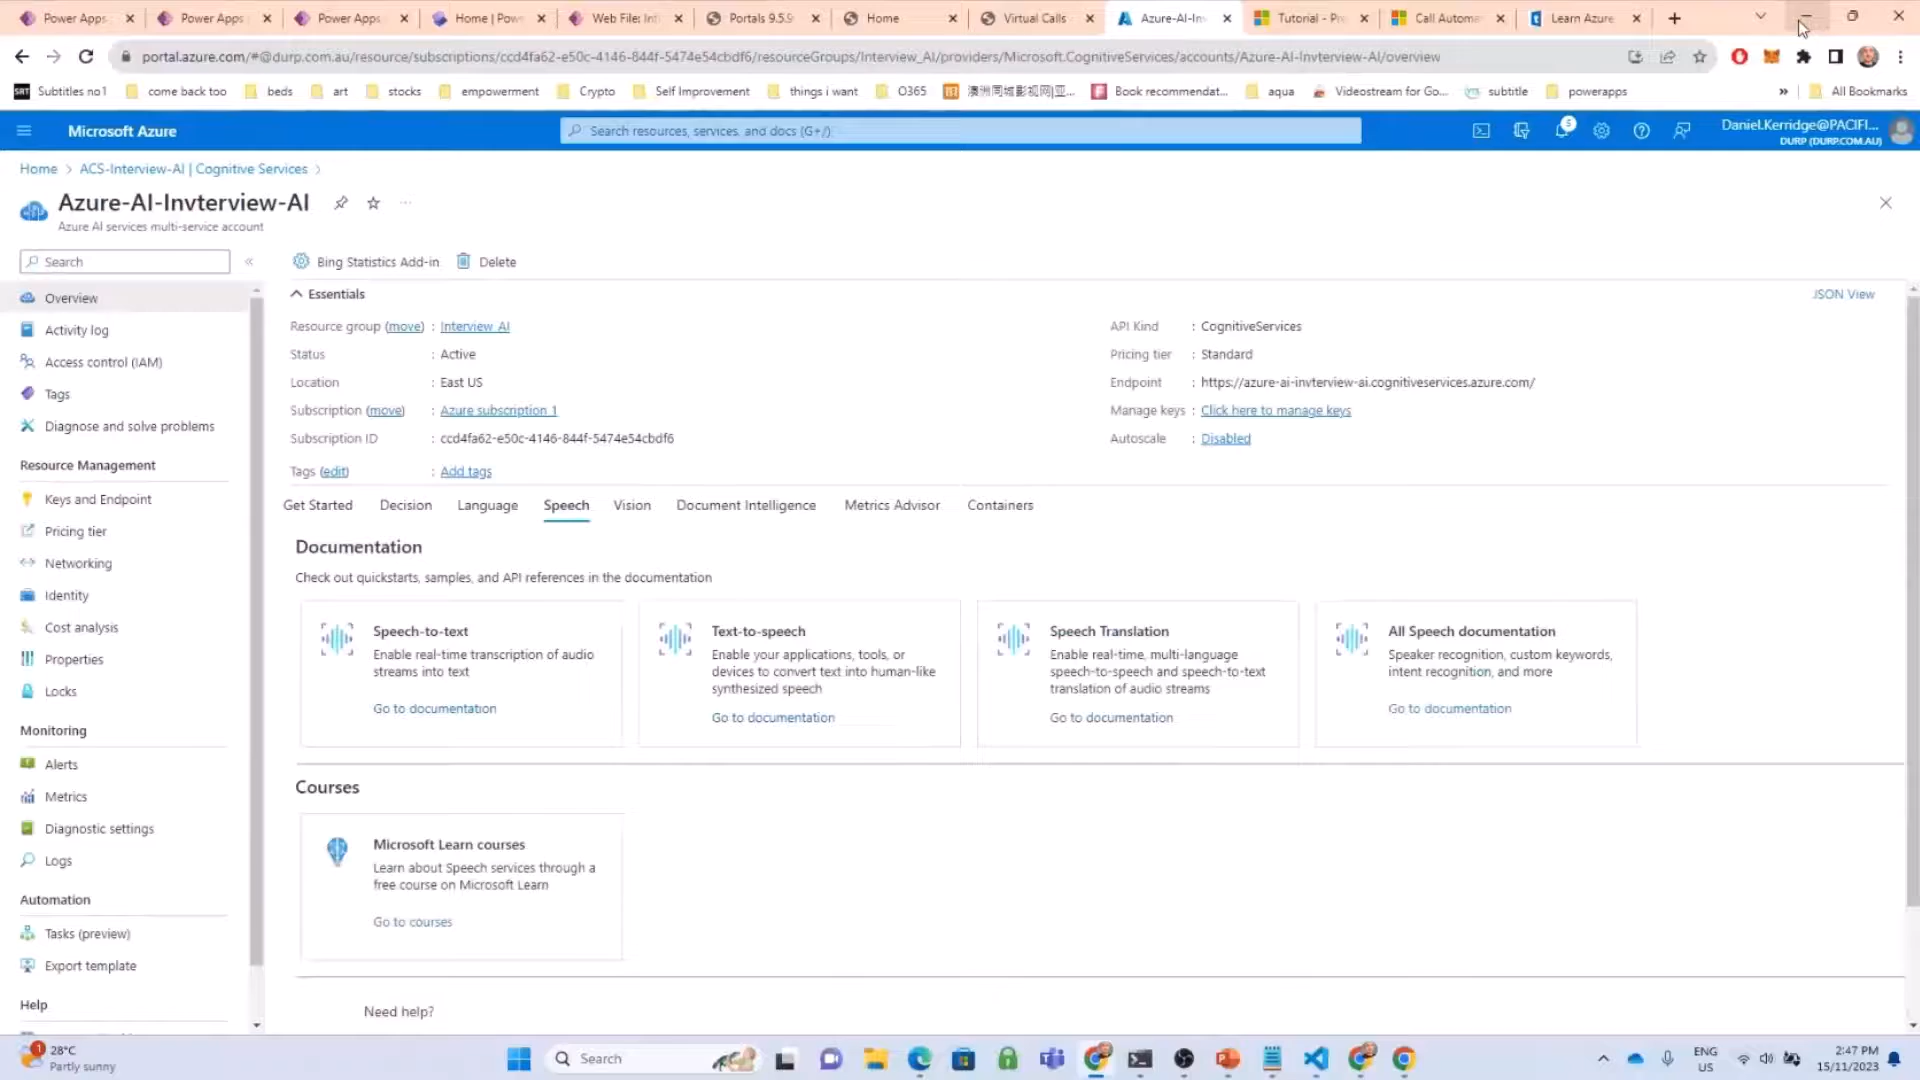 Power Apps
Power Apps
Power Apps
Home | Pow
Web File: Int
Portals 9.5.9
Home
Virtual Calls
Azure-AI-In
Tutorial - Pr
Call Automa
Learn Azure
portal.azure.com/#@durp.com.au/resource/subscriptions/ccd4fa62-e50c-4146-844f-5474e54cbdf6/resourceGroups/Interview_AI/providers/Microsoft.CognitiveServices/accounts/Azure-AI-Invterview-AI/overview
SRT Subtitles no1
come back too
beds
art
stocks
empowerment
Crypto
Self Improvement
things i want
O365
澳洲同城影视网|亚...
Book recommendat...
aqua
Videostream for Go...
subtitle
powerapps
»
All Bookmarks
Microsoft Azure
Search resources, services, and docs (G+/)
5
Daniel.Kerridge@PACIFI...
DURP (DURP.COM.AU)
Home > ACS-Interview-AI | Cognitive Services >
Azure-AI-Invterview-AI
Azure AI services multi-service account
Search
«
Bing Statistics Add-in
Delete
Overview
Activity log
Access control (IAM)
Tags
Diagnose and solve problems
Resource Management
Keys and Endpoint
Pricing tier
Networking
Identity
Cost analysis
Properties
Locks
Monitoring
Alerts
Metrics
Diagnostic settings
Logs
Automation
Tasks (preview)
Export template
Help
Essentials
JSON View
Resource group (move) : Interview_AI
Status : Active
Location : East US
Subscription (move) : Azure subscription 1
Subscription ID : ccd4fa62-e50c-4146-844f-5474e54cbdf6
Tags (edit) : Add tags
API Kind : CognitiveServices
Pricing tier : Standard
Endpoint : https://azure-ai-invterview-ai.cognitiveservices.azure.com/
Manage keys : Click here to manage keys
Autoscale : Disabled
Get Started
Decision
Language
Speech
Vision
Document Intelligence
Metrics Advisor
Containers
Documentation
Check out quickstarts, samples, and API references in the documentation
Speech-to-text
Enable real-time transcription of audio
streams into text
Go to documentation
Text-to-speech
Enable your applications, tools, or
devices to convert text into human-like
synthesized speech
Go to documentation
Speech Translation
Enable real-time, multi-language
speech-to-speech and speech-to-text
translation of audio streams
Go to documentation
All Speech documentation
Speaker recognition, custom keywords,
intent recognition, and more
Go to documentation
Courses
Microsoft Learn courses
Learn about Speech services through a
free course on Microsoft Learn
Go to courses
Need help?
1
28°C
Partly sunny
Search
ENG
US
2:47 PM
15/11/2023